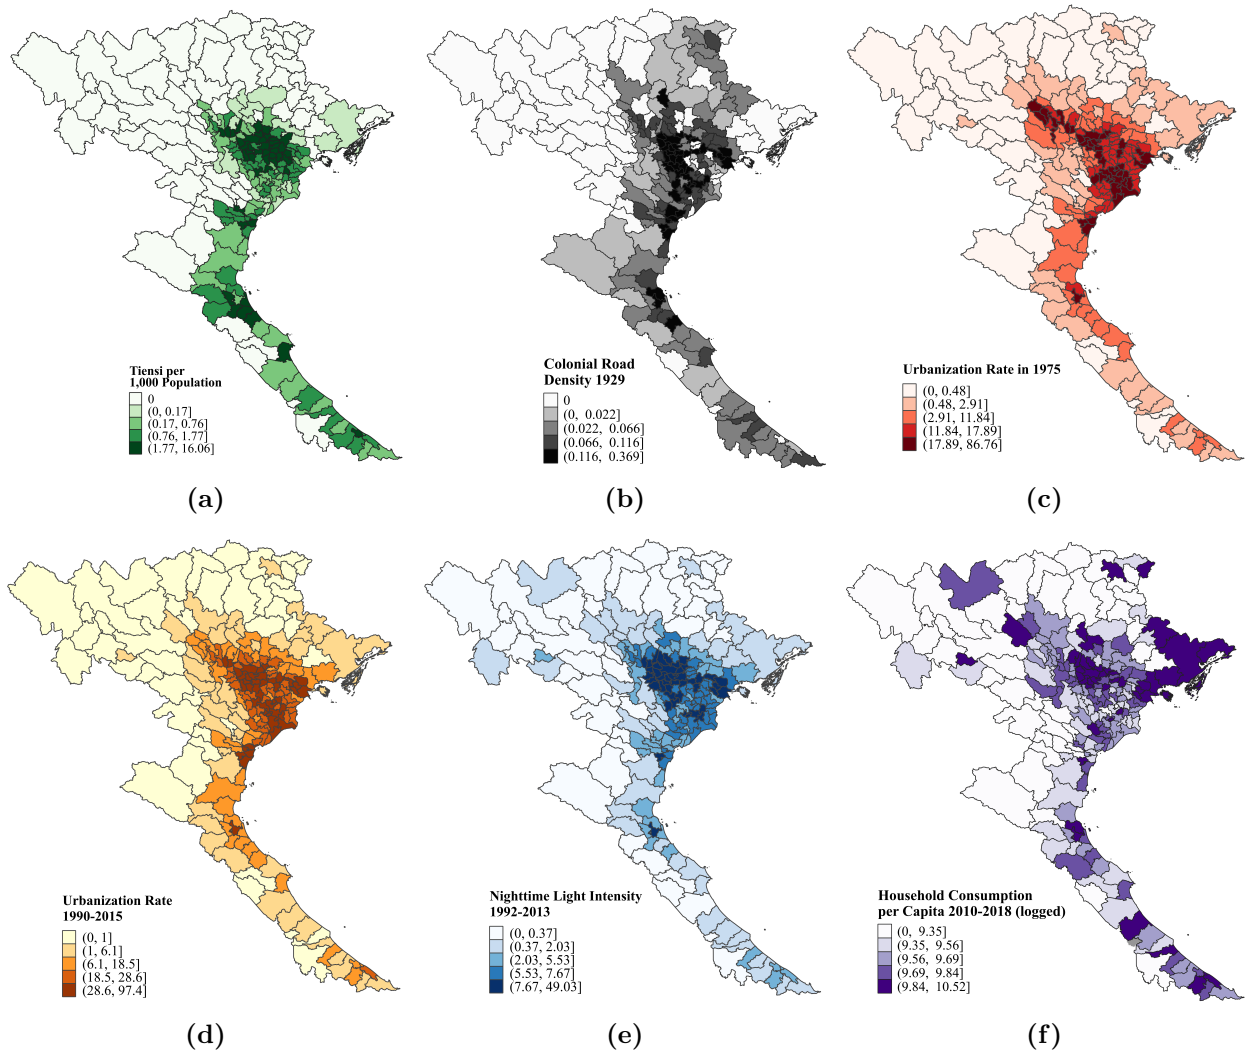 Tiensi per
1,000 Population
0
(0, 0.17]
(0.17, 0.76]
(0.76, 1.77]
(1.77, 16.06]
(a)
Colonial Road
Density 1929
0
(0, 0.022]
(0.022, 0.066]
(0.066, 0.116]
(0.116, 0.369]
(b)
Urbanization Rate in 1975
(0, 0.48]
(0.48, 2.91]
(2.91, 11.84]
(11.84, 17.89]
(17.89, 86.76]
(c)
Urbanization Rate
1990-2015
(0, 1]
(1, 6.1]
(6.1, 18.5]
(18.5, 28.6]
(28.6, 97.4]
(d)
Nighttime Light Intensity
1992-2013
(0, 0.37]
(0.37, 2.03]
(2.03, 5.53]
(5.53, 7.67]
(7.67, 49.03]
(e)
Household Consumption
per Capita 2010-2018 (logged)
(0, 9.35]
(9.35, 9.56]
(9.56, 9.69]
(9.69, 9.84]
(9.84, 10.52]
(f)